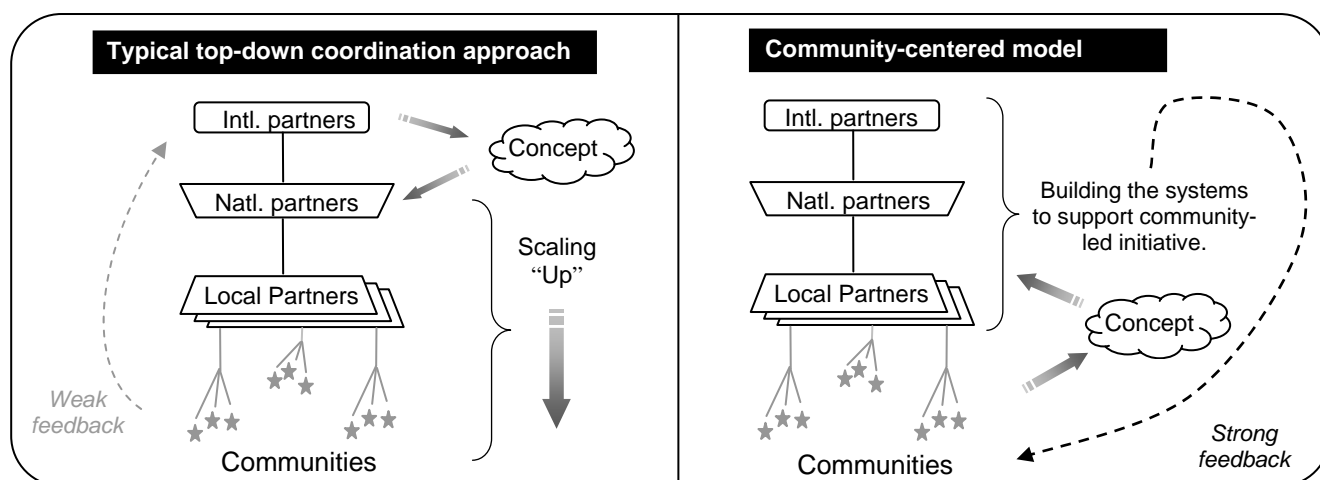 Typical top-down coordination approach
Intl. partners
Concept
Natl. partners
Scaling
“Up”
Local Partners
Weak
feedback
Communities
Community-centered model
Intl. partners
Natl. partners
Building the systems
to support community-
led initiative.
Local Partners
Concept
Strong
feedback
Communities